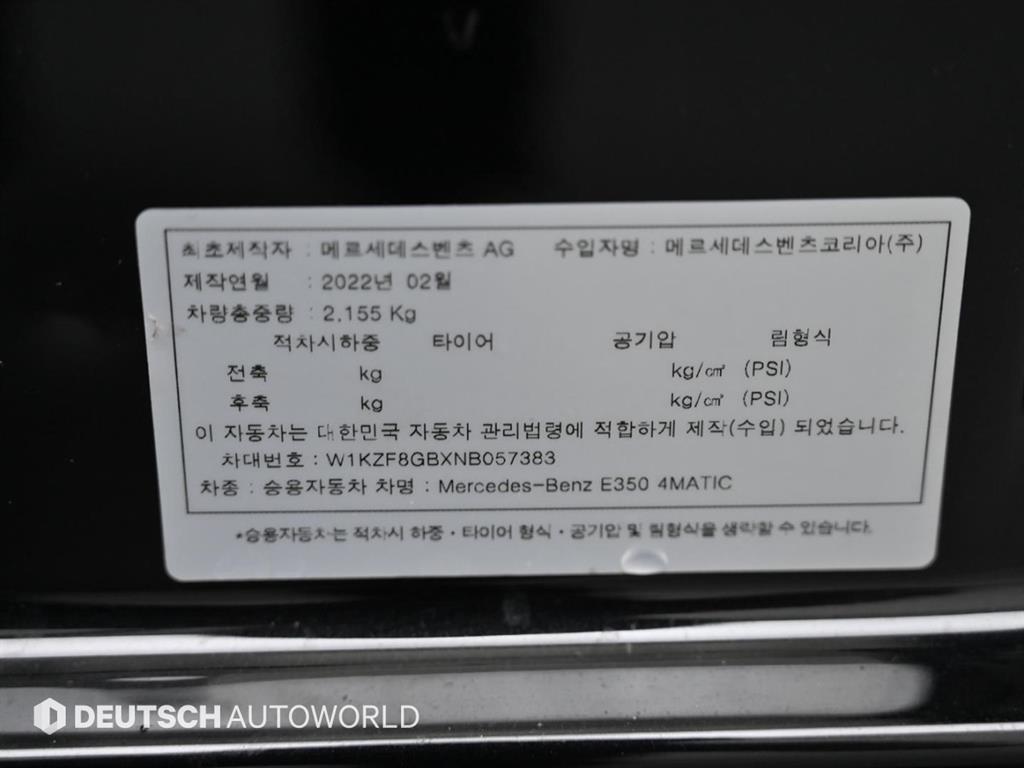 최초제작자 : 메르세데스벤츠 AG 수입자명 : 메르세데스벤츠코리아(주)
제작연월 : 2022년 02월
차량총중량 : 2,155 Kg
적차시하중 타이어 공기압 림형식
전축 kg kg/㎠ (PSI)
후축 kg kg/㎠ (PSI)
이 자동차는 대한민국 자동차 관리법령에 적합하게 제작(수입) 되었습니다.
차대번호 : W1KZF8GBXNB057383
차종 : 승용자동차 차명 : Mercedes-Benz E350 4MATIC
*승용자동차는 적차시 하중·타이어 형식·공기압 및 림형식을 생략할 수 있습니다.
DEUTSCH AUTOWORLD